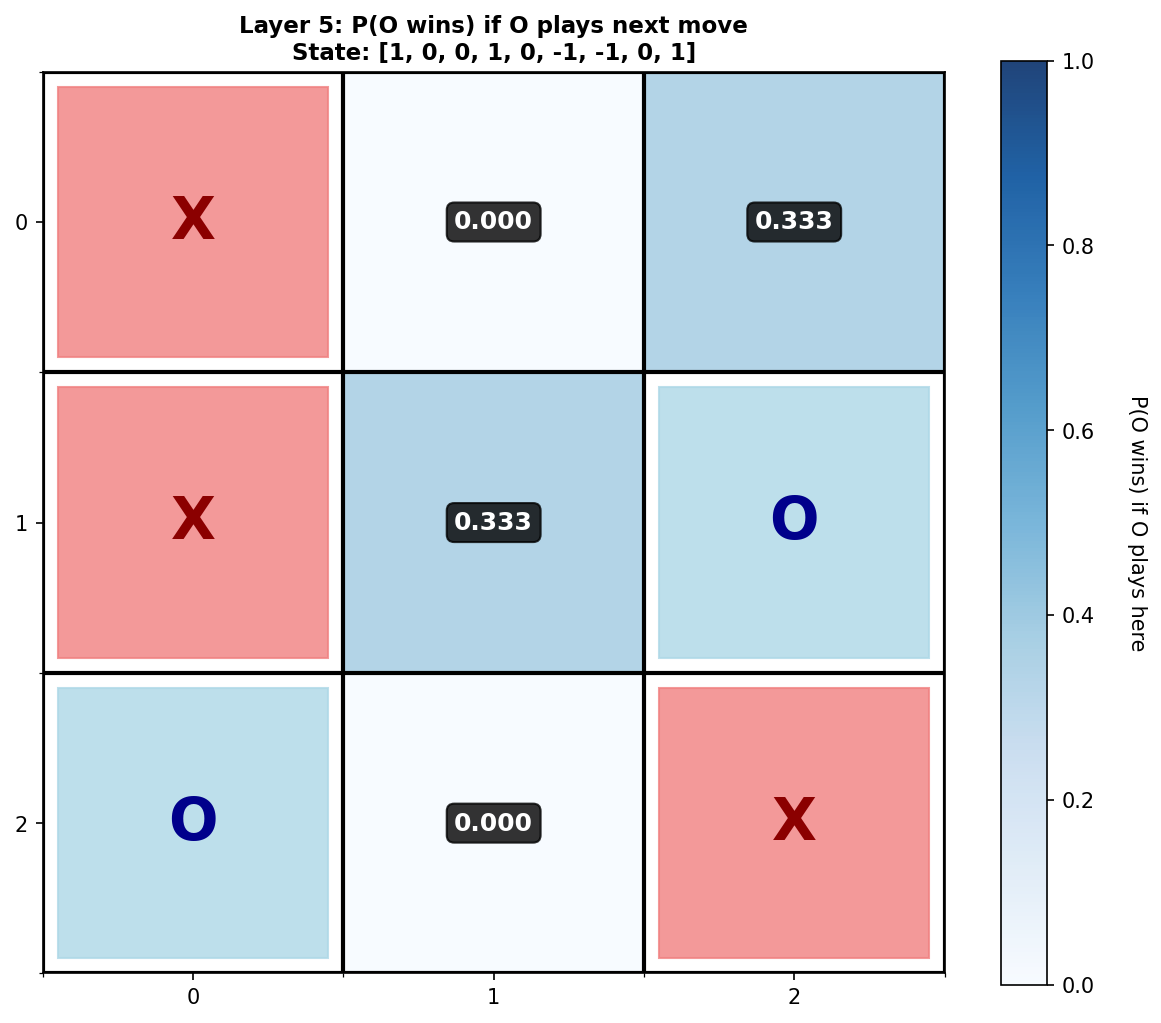 Layer 5: P(O wins) if O plays next move
State: [1, 0, 0, 1, 0, -1, -1, 0, 1]
X
0.000
0.333
X
0.333
O
O
0.000
X
0
1
2
0
1
2
1.0
0.8
0.6
0.4
0.2
0.0
P(O wins) if O plays here